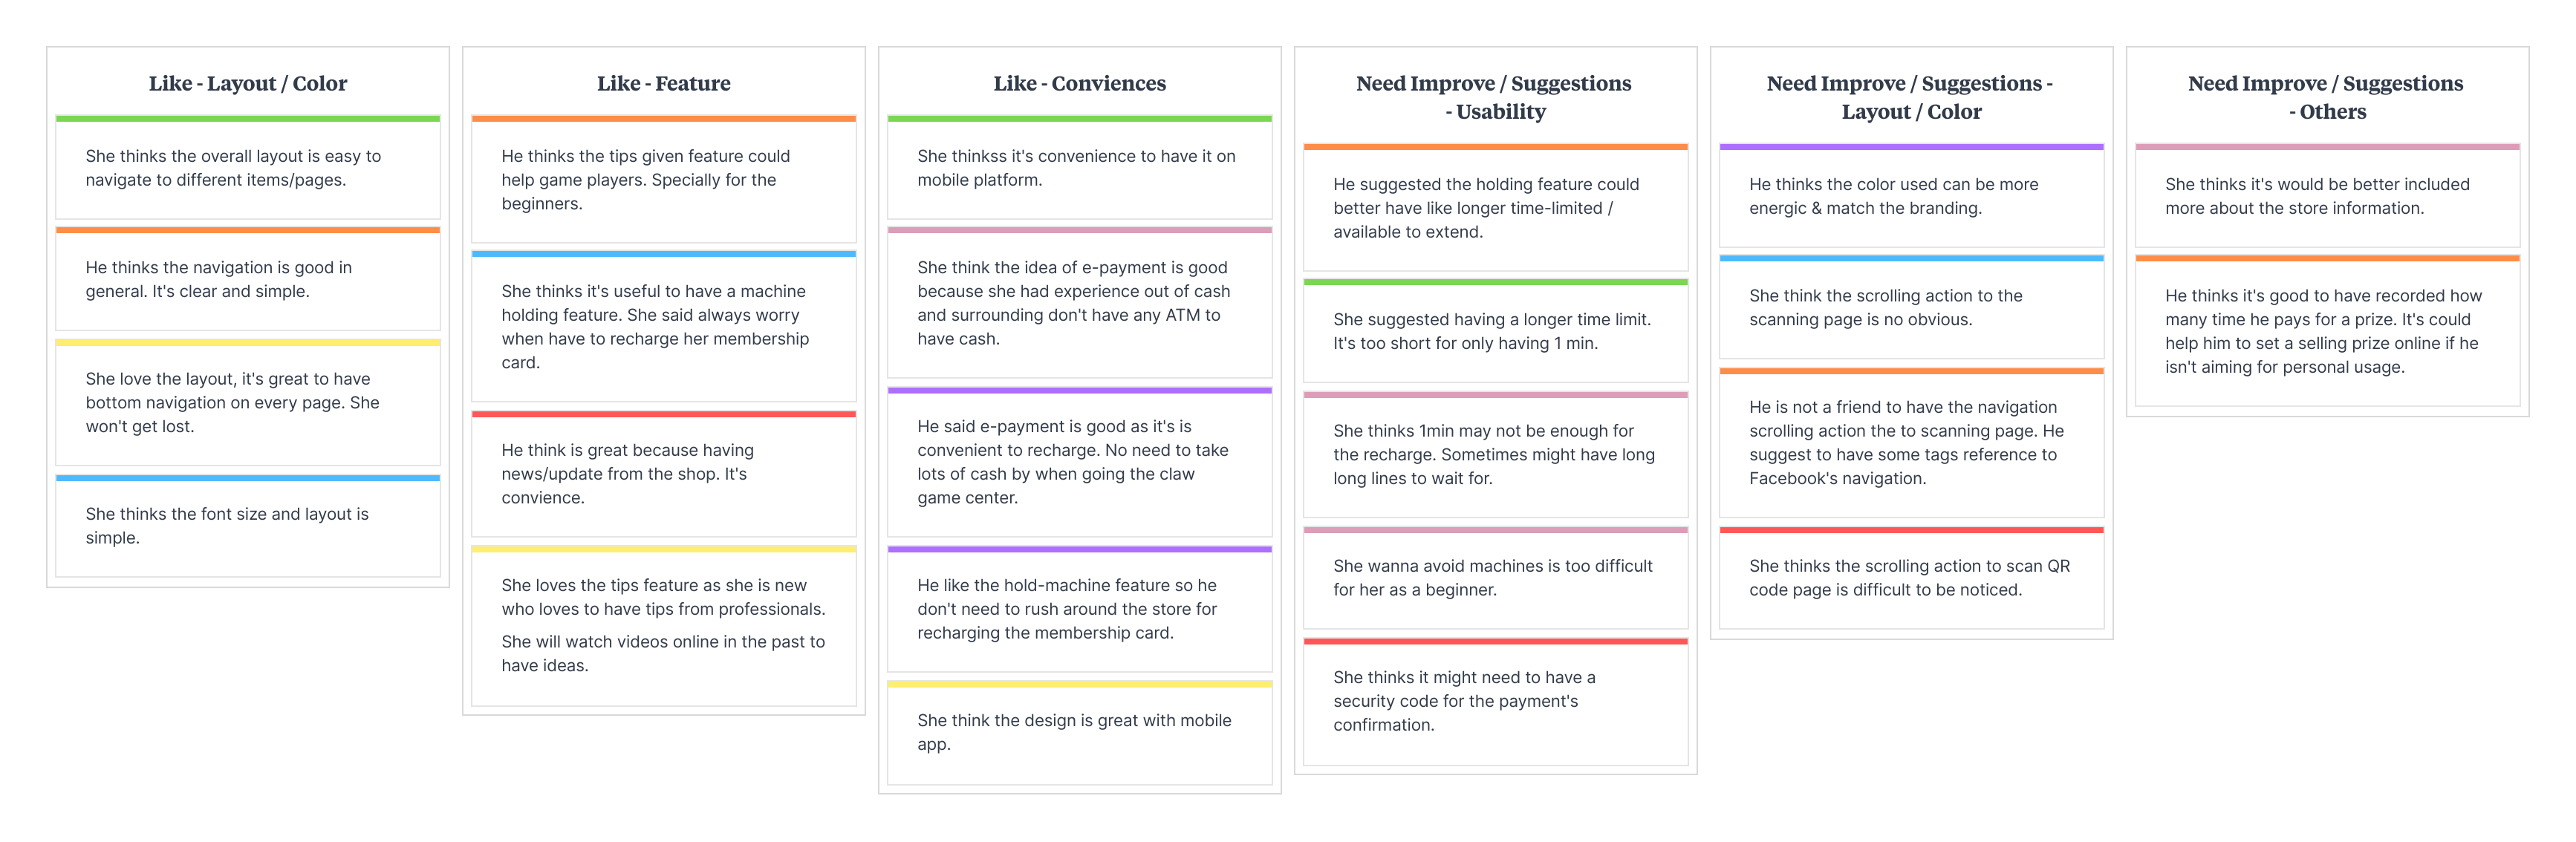 Like - Layout / Color
She thinks the overall layout is easy to
navigate to different items/pages.
He thinks the navigation is good in
general. It's clear and simple.
She love the layout, it's great to have
bottom navigation on every page. She
won't get lost.
She thinks the font size and layout is
simple.
Like - Feature
He thinks the tips given feature could
help game players. Specially for the
beginners.
She thinks it's useful to have a machine
holding feature. She said always worry
when have to recharge her membership
card.
He think is great because having
news/update from the shop. It's
convience.
She loves the tips feature as she is new
who loves to have tips from professionals.
She will watch videos online in the past to
have ideas.
Like - Conviences
She thinkss it's convenience to have it on
mobile platform.
She think the idea of e-payment is good
because she had experience out of cash
and surrounding don't have any ATM to
have cash.
He said e-payment is good as it's is
convenient to recharge. No need to take
lots of cash by when going the claw
game center.
He like the hold-machine feature so he
don't need to rush around the store for
recharging the membership card.
She think the design is great with mobile
app.
Need Improve / Suggestions
- Usability
He suggested the holding feature could
better have like longer time-limited /
available to extend.
She suggested having a longer time limit.
It's too short for only having 1 min.
She thinks 1min may not be enough for
the recharge. Sometimes might have long
long lines to wait for.
She wanna avoid machines is too difficult
for her as a beginner.
She thinks it might need to have a
security code for the payment's
confirmation.
Need Improve / Suggestions -
Layout / Color
He thinks the color used can be more
energic & match the branding.
She think the scrolling action to the
scanning page is no obvious.
He is not a friend to have the navigation
scrolling action the to scanning page. He
suggest to have some tags reference to
Facebook's navigation.
She thinks the scrolling action to scan QR
code page is difficult to be noticed.
Need Improve / Suggestions
- Others
She thinks it's would be better included
more about the store information.
He thinks it's good to have recorded how
many time he pays for a prize. It's could
help him to set a selling prize online if he
isn't aiming for personal usage.